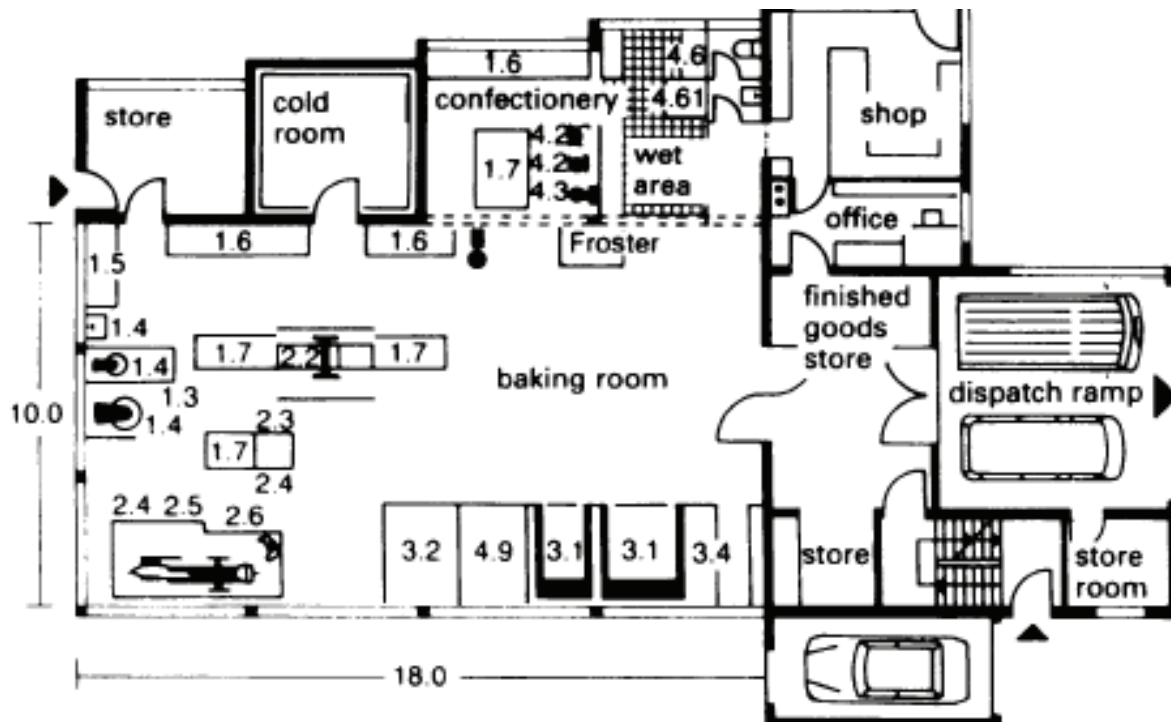 1.6
4.6
store
cold
room
confectionery
4.61
shop
4.2
1.7
4.2
wet
area
4.3
office
1.6
1.6
Froster
1.5
finished
goods
store
1.4
1.7
2.2
1.7
1.4
baking room
dispatch ramp
1.3
10.0
1.4
2.3
1.7
2.4
2.4
2.5
2.6
3.2
4.9
3.1
3.1
3.4
store
store
room
18.0